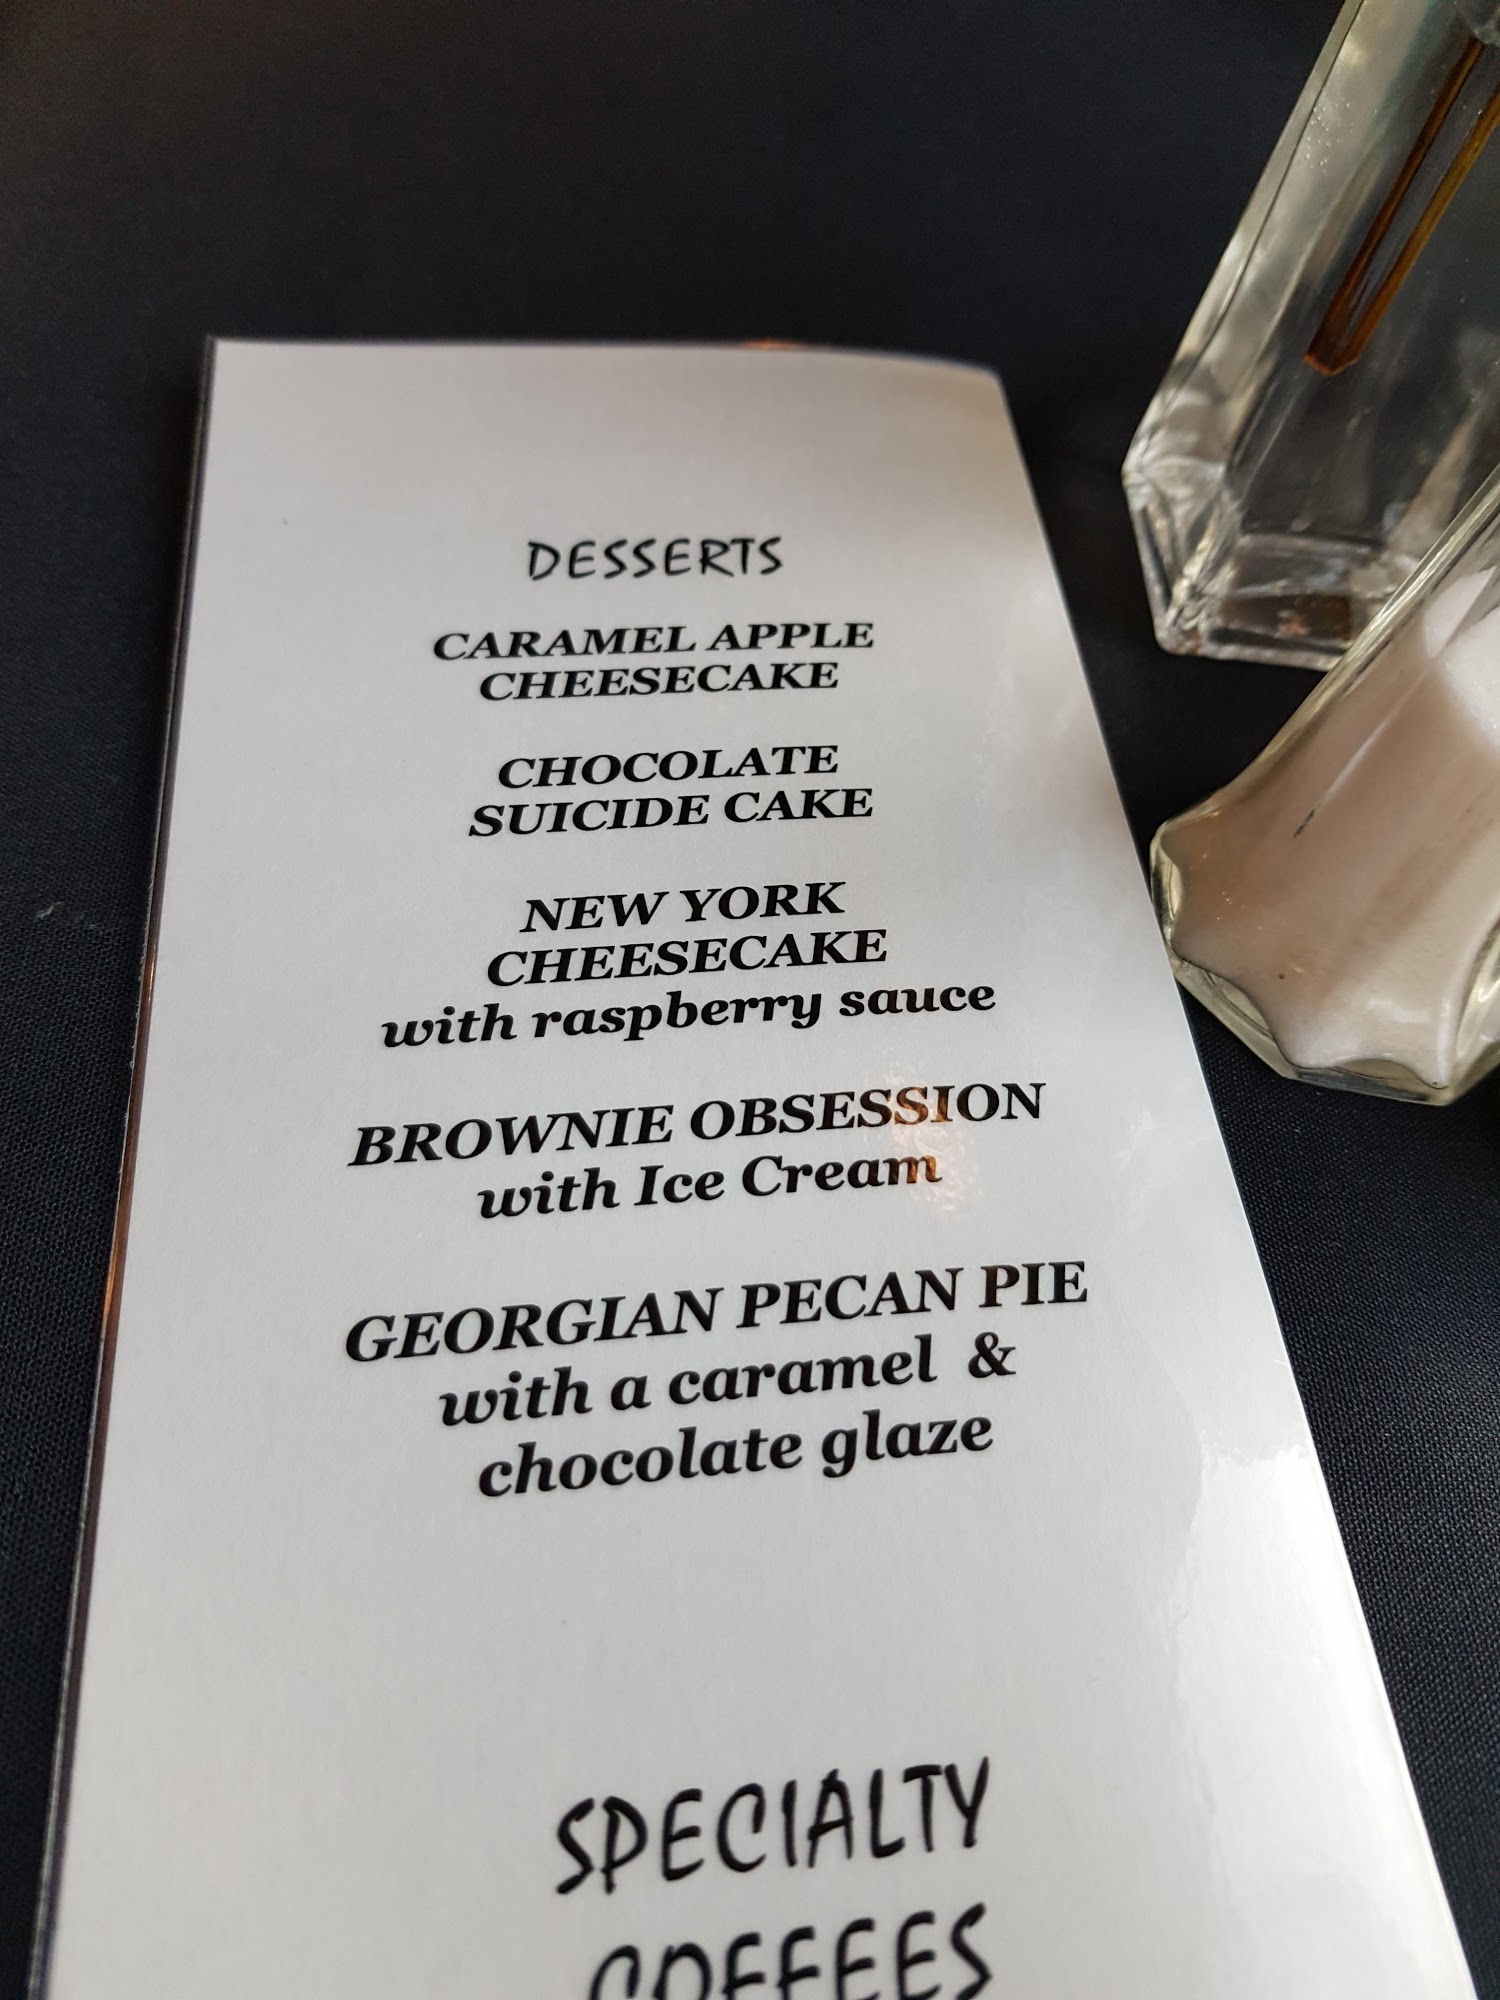 DESSERTS
CARAMEL APPLE
CHEESECAKE
CHOCOLATE
SUICIDE CAKE
NEW YORK
CHEESECAKE
with raspberry sauce
BROWNIE OBSESSION
with Ice Cream
GEORGIAN PECAN PIE
with a caramel &
chocolate glaze
SPECIALTY
COFFEES